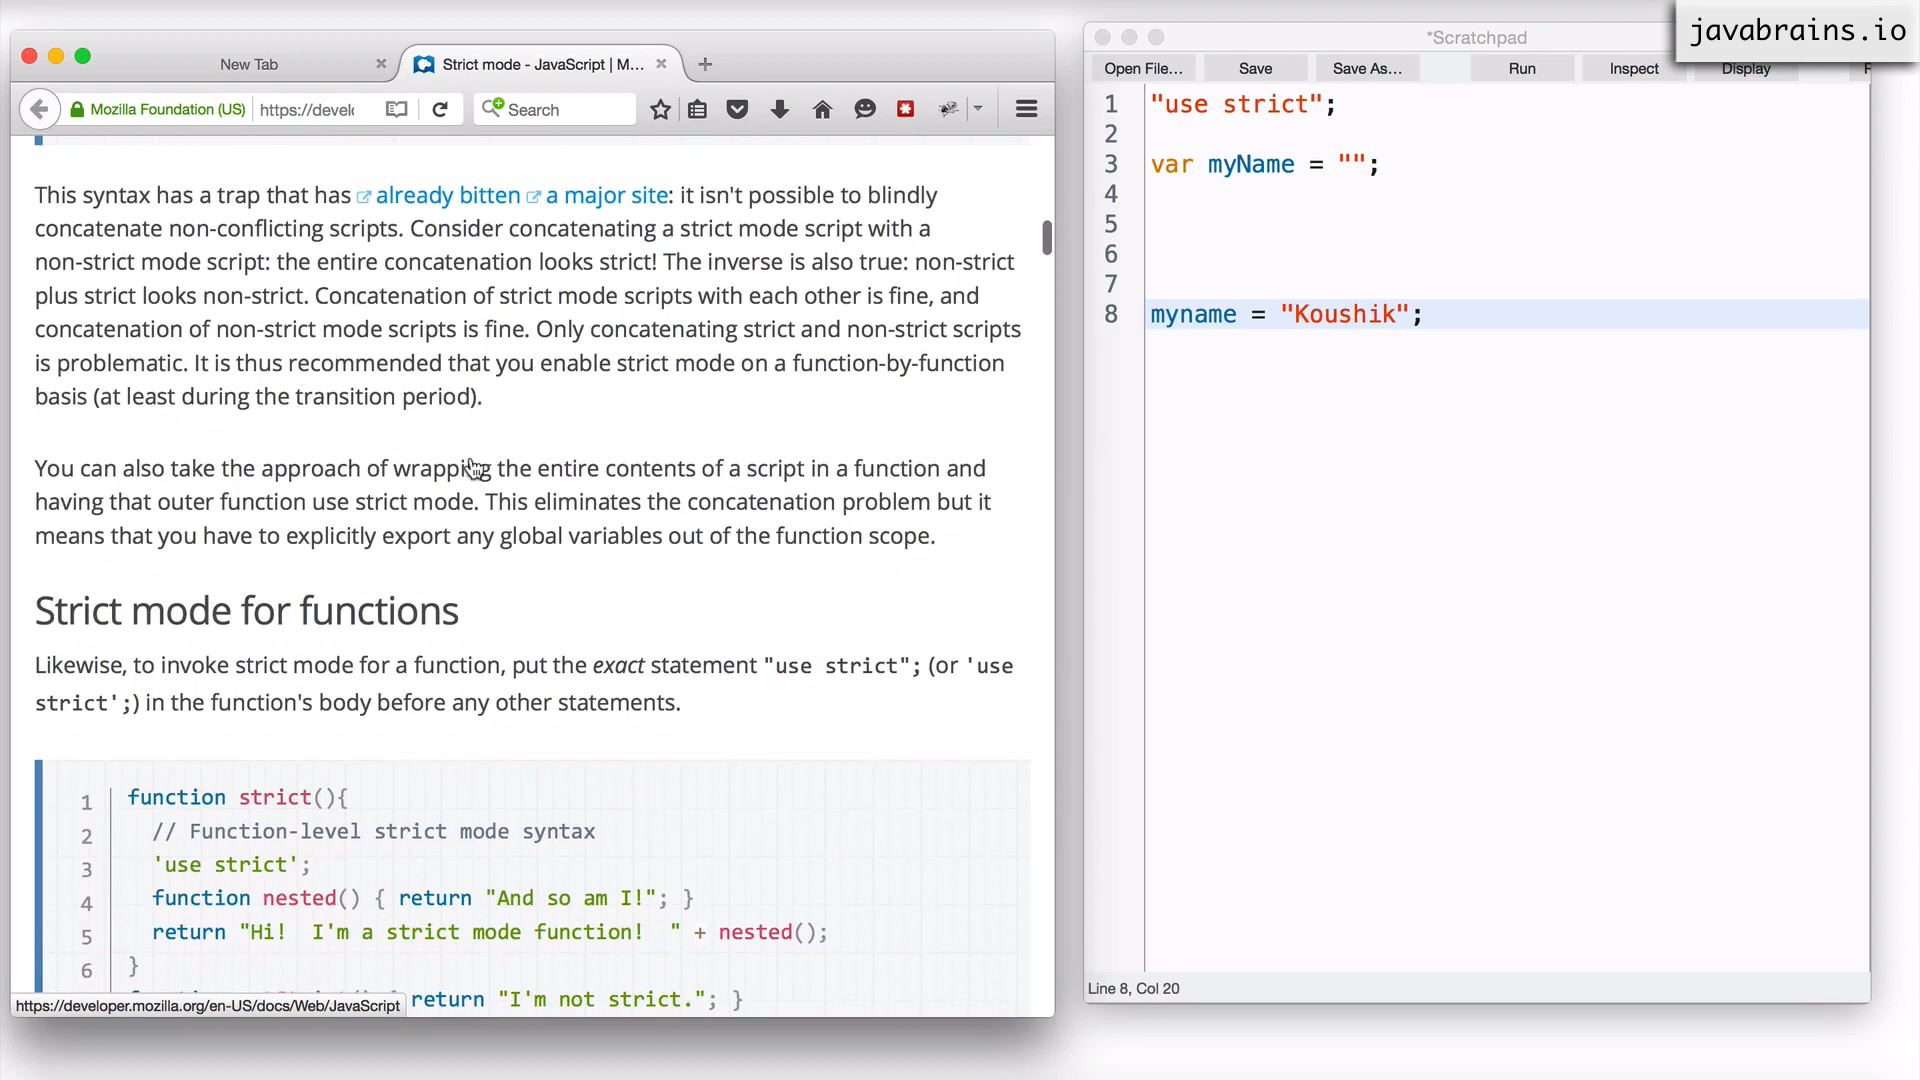 javabrains.io
New Tab
Strict mode - JavaScript | M...
Mozilla Foundation (US)
https://devel
Search
This syntax has a trap that has already bitten a major site: it isn't possible to blindly
concatenate non-conflicting scripts. Consider concatenating a strict mode script with a
non-strict mode script: the entire concatenation looks strict! The inverse is also true: non-strict
plus strict looks non-strict. Concatenation of strict mode scripts with each other is fine, and
concatenation of non-strict mode scripts is fine. Only concatenating strict and non-strict scripts
is problematic. It is thus recommended that you enable strict mode on a function-by-function
basis (at least during the transition period).
You can also take the approach of wrapping the entire contents of a script in a function and
having that outer function use strict mode. This eliminates the concatenation problem but it
means that you have to explicitly export any global variables out of the function scope.
Strict mode for functions
Likewise, to invoke strict mode for a function, put the exact statement "use strict"; (or 'use
strict';) in the function's body before any other statements.
1 function strict(){
2 // Function-level strict mode syntax
3 'use strict';
4 function nested() { return "And so am I!"; }
5 return "Hi!  I'm a strict mode function!  " + nested();
6 }
return "I'm not strict."; }
https://developer.mozilla.org/en-US/docs/Web/JavaScript
*Scratchpad
Open File... Save Save As... Run Inspect Display
1 "use strict";
2
3 var myName = "";
4
5
6
7
8 myname = "Koushik";
Line 8, Col 20